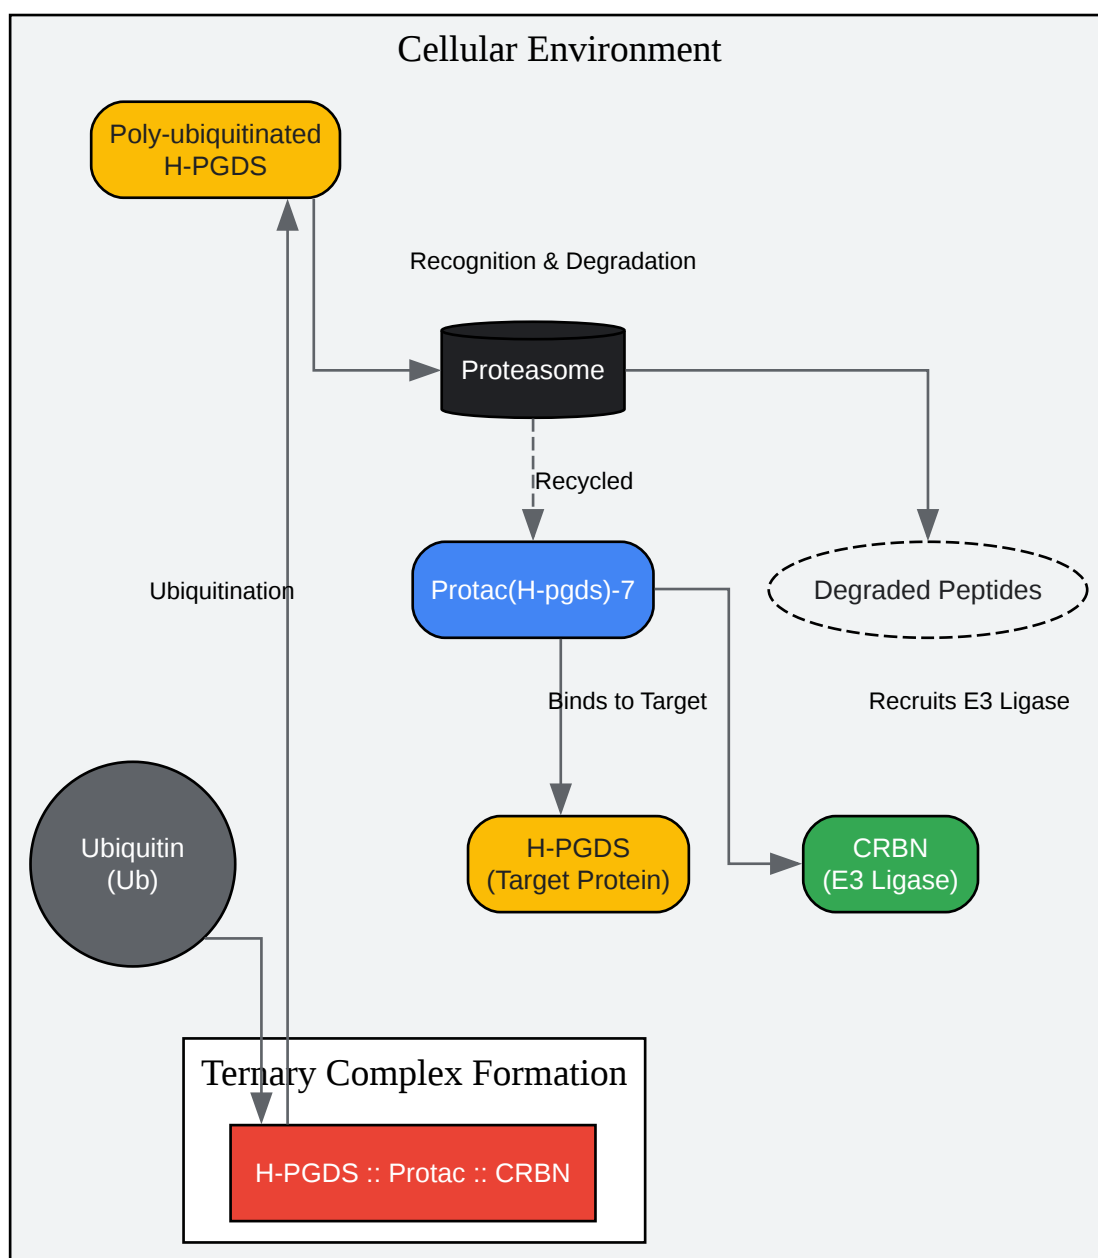 Cellular Environment
Poly-ubiquitinated
H-PGDS
Recognition & Degradation
Proteasome
Recycled
Ubiquitination
Protac(H-pgds)-7
Degraded Peptides
Binds to Target
Recruits E3 Ligase
Ubiquitin
(Ub)
H-PGDS
(Target Protein)
CRBN
(E3 Ligase)
Ternary Complex Formation
H-PGDS :: Protac :: CRBN